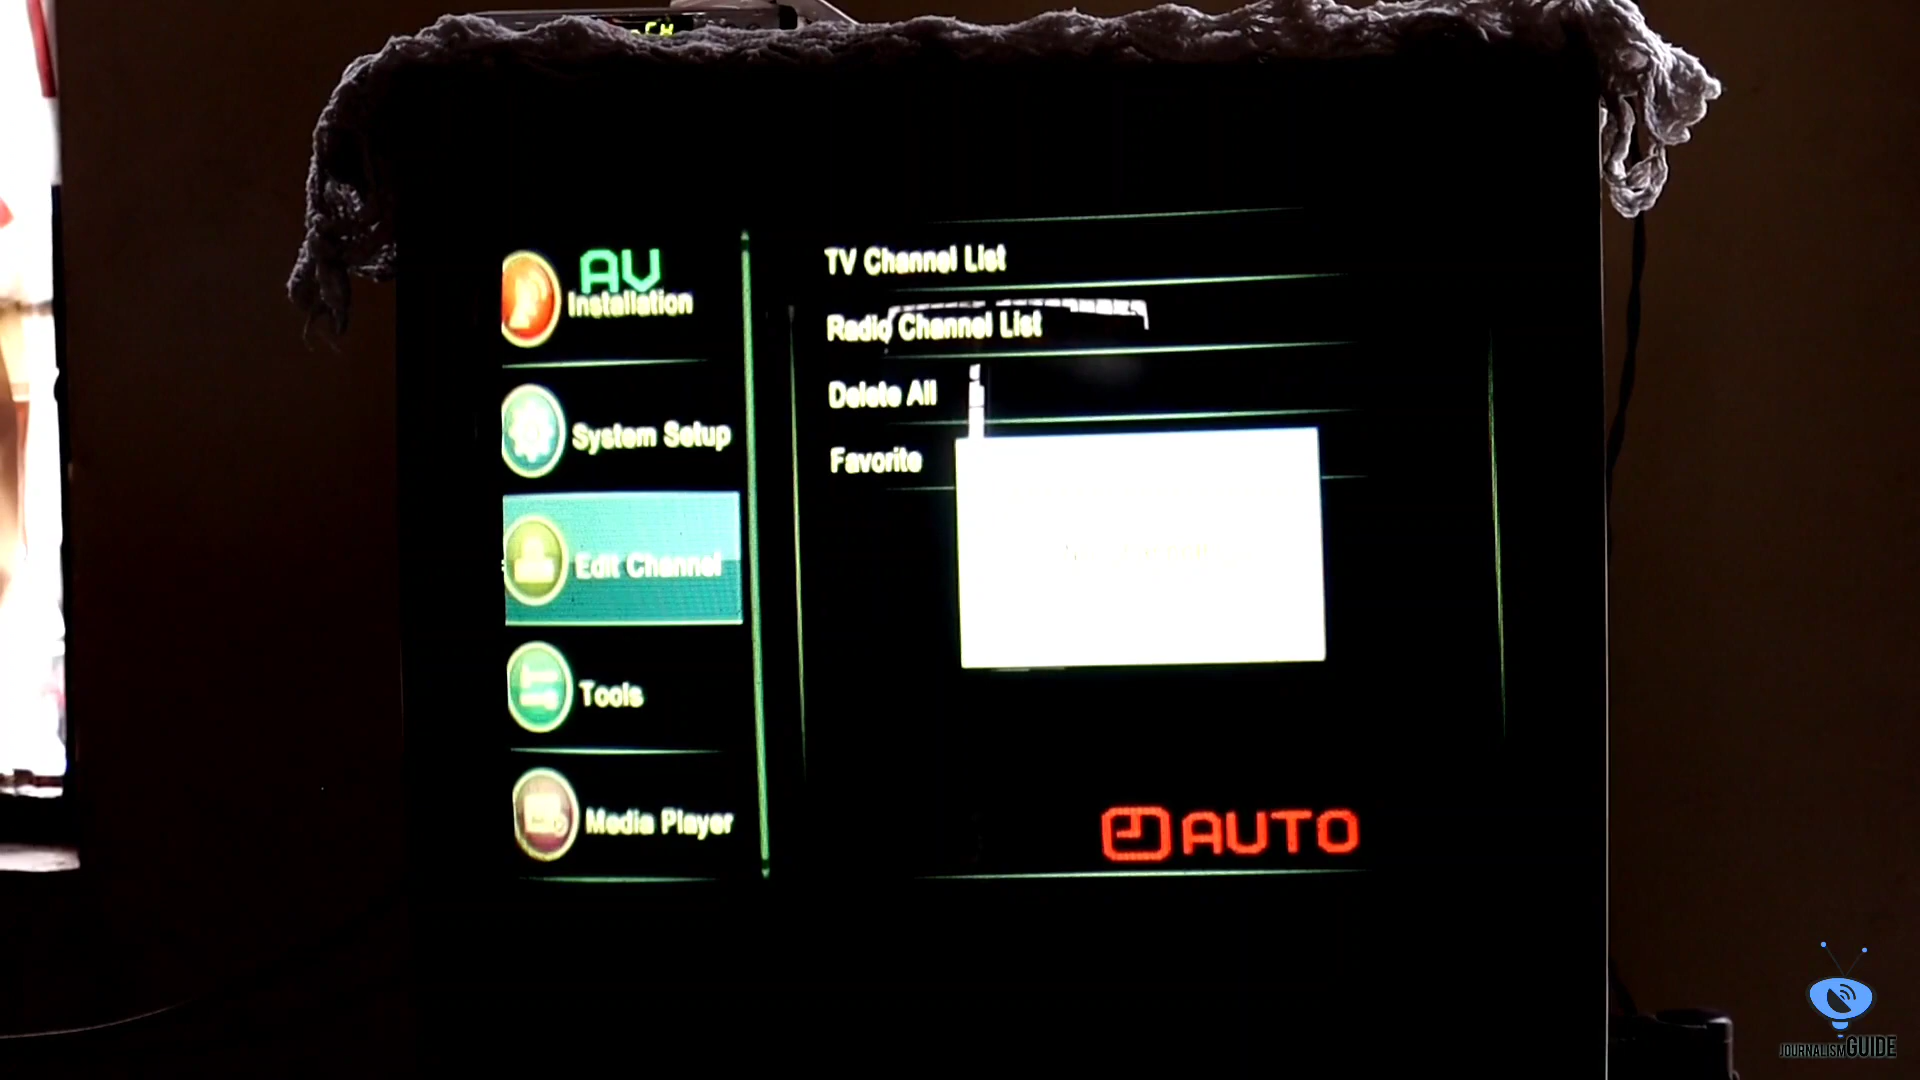 AV
Installation
System Setup
Edit Channel
Tools
Media Player
TV Channel List
Radio Channel List
Delete All
Favorite
AUTO
JOURNALISM GUIDE